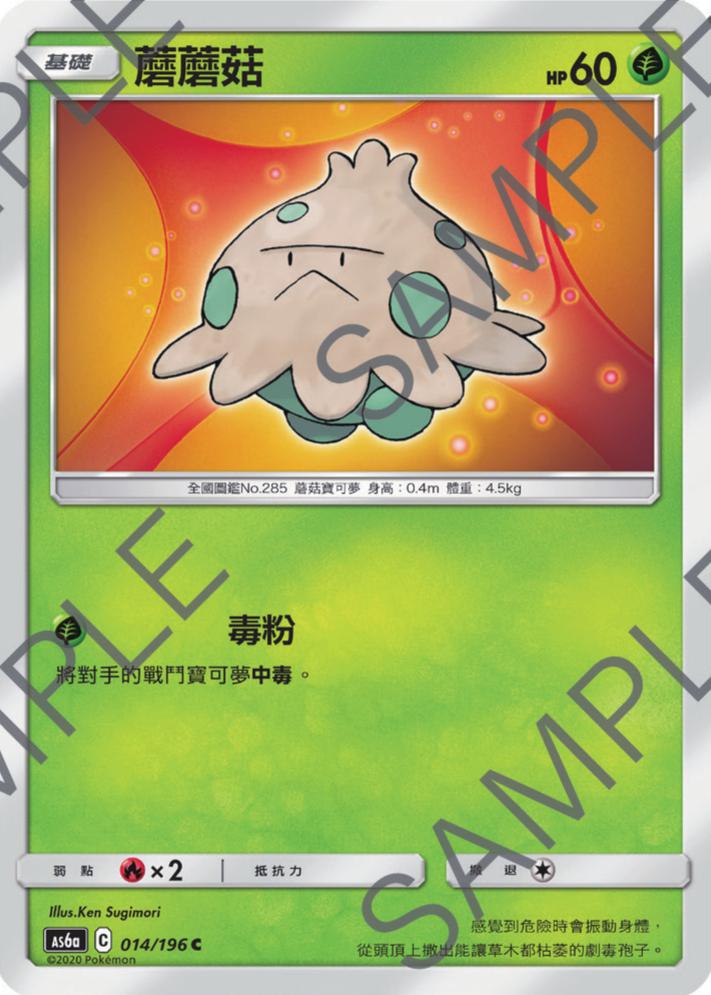 基礎 蘑蘑菇 HP60
全國圖鑑No.285 蘑菇寶可夢 身高：0.4m 體重：4.5kg
毒粉
將對手的戰鬥寶可夢中毒。
弱點 ×2 抵抗力 撤退
Illus.Ken Sugimori
感覺到危險時會振動身體，
AS6a C 014/196 C
從頭頂上撒出能讓草木都枯萎的劇毒孢子。
©2020 Pokémon
SAMPLE
SAMPLE
SAMPLE
SAMPLE
SAMPLE